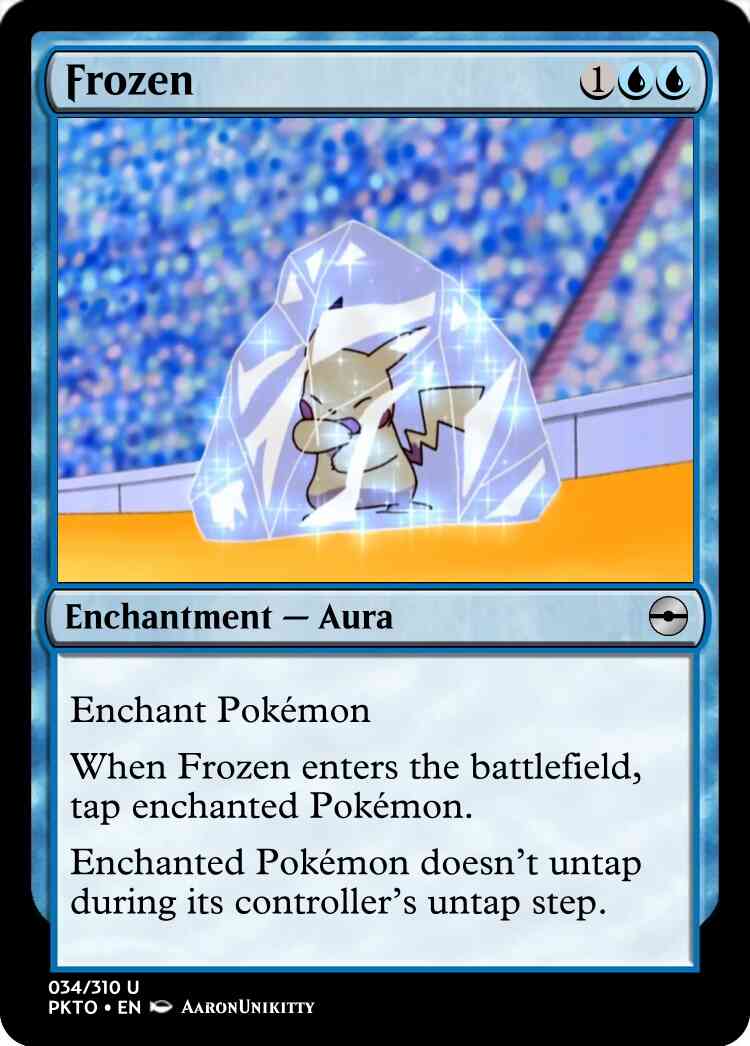 Frozen 1
Enchantment — Aura
Enchant Pokémon
When Frozen enters the battlefield,
tap enchanted Pokémon.
Enchanted Pokémon doesn't untap
during its controller's untap step.
034/310 U
PKTO • EN AaronUnikitty